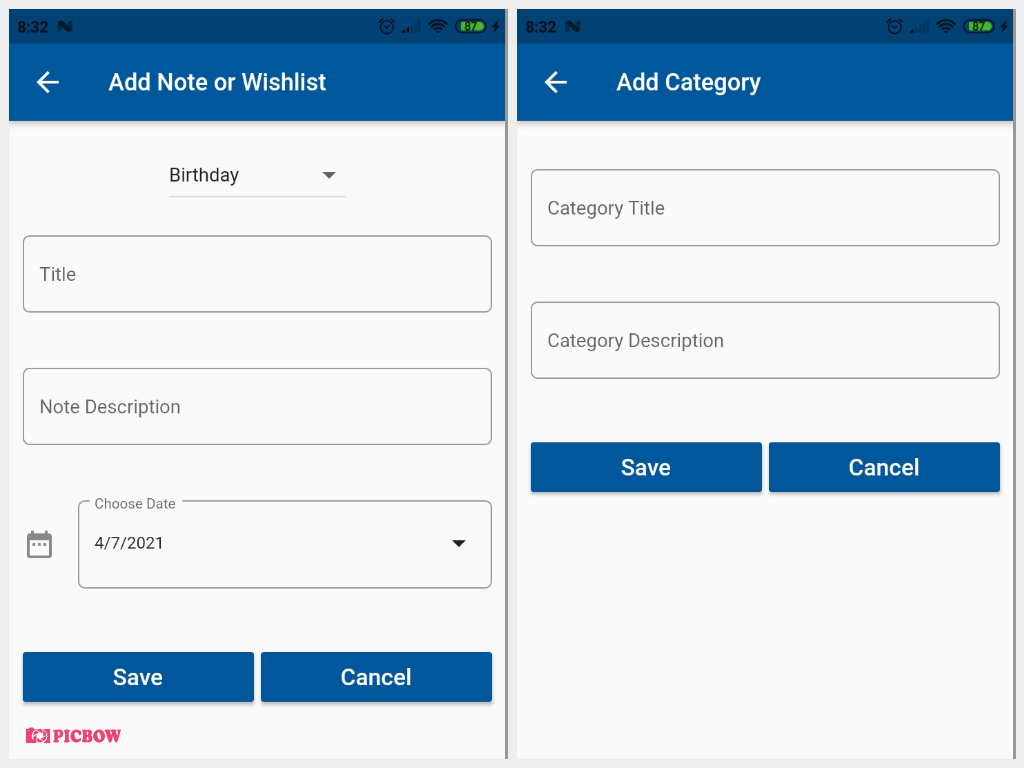 8:32
87
Add Note or Wishlist
Birthday
Title
Note Description
Choose Date
4/7/2021
Save
Cancel
PICBOW
8:32
87
Add Category
Category Title
Category Description
Save
Cancel